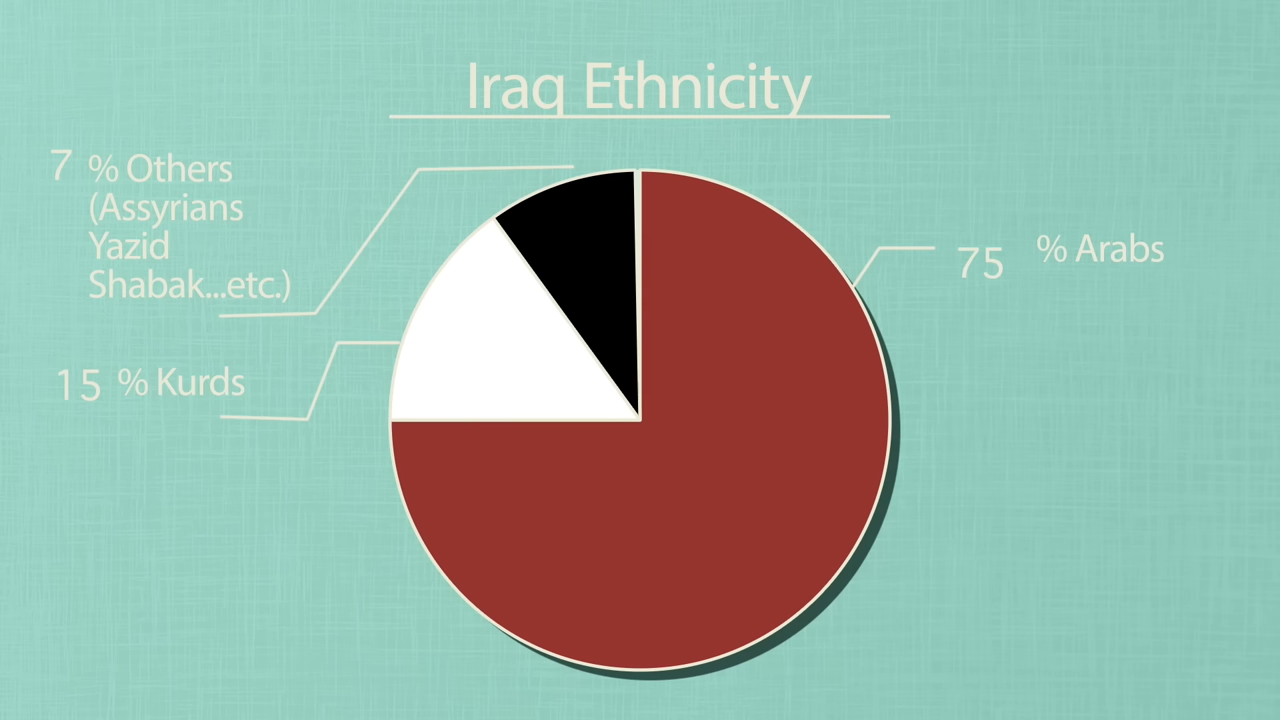 Iraq Ethnicity
7 % Others
(Assyrians
Yazid
Shabak...etc.)
75 % Arabs
15 % Kurds